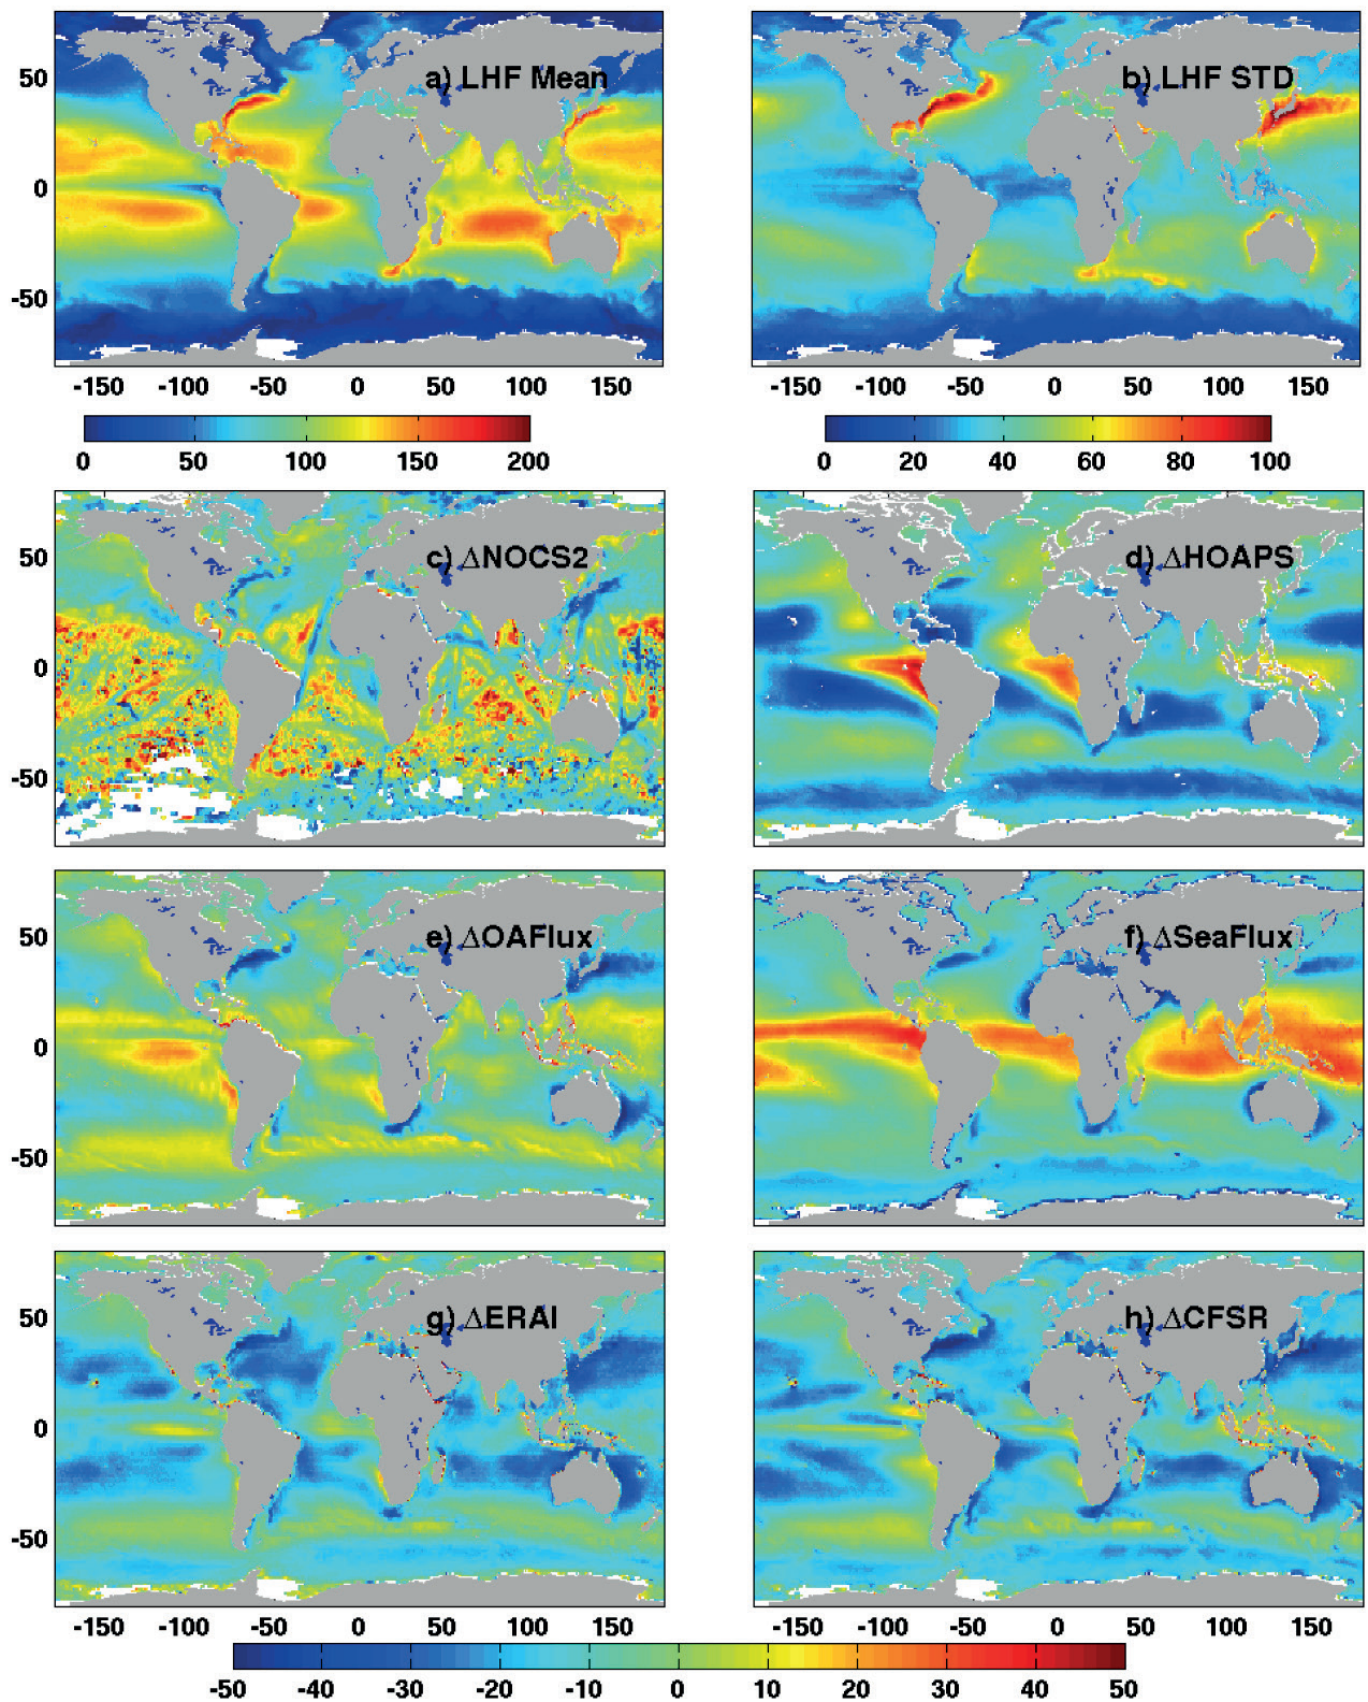 a) LHF Mean
b) LHF STD
50
0
-50
-150 -100 -50 0 50 100 150
-150 -100 -50 0 50 100 150
0 50 100 150 200
0 20 40 60 80 100
c) ΔNOCS2
d) ΔHOAPS
50
0
-50
e) ΔOAFlux
f) ΔSeaFlux
50
0
-50
g) ΔERAI
h) ΔCFSR
50
0
-50
-150 -100 -50 0 50 100 150
-150 -100 -50 0 50 100 150
-50 -40 -30 -20 -10 0 10 20 30 40 50